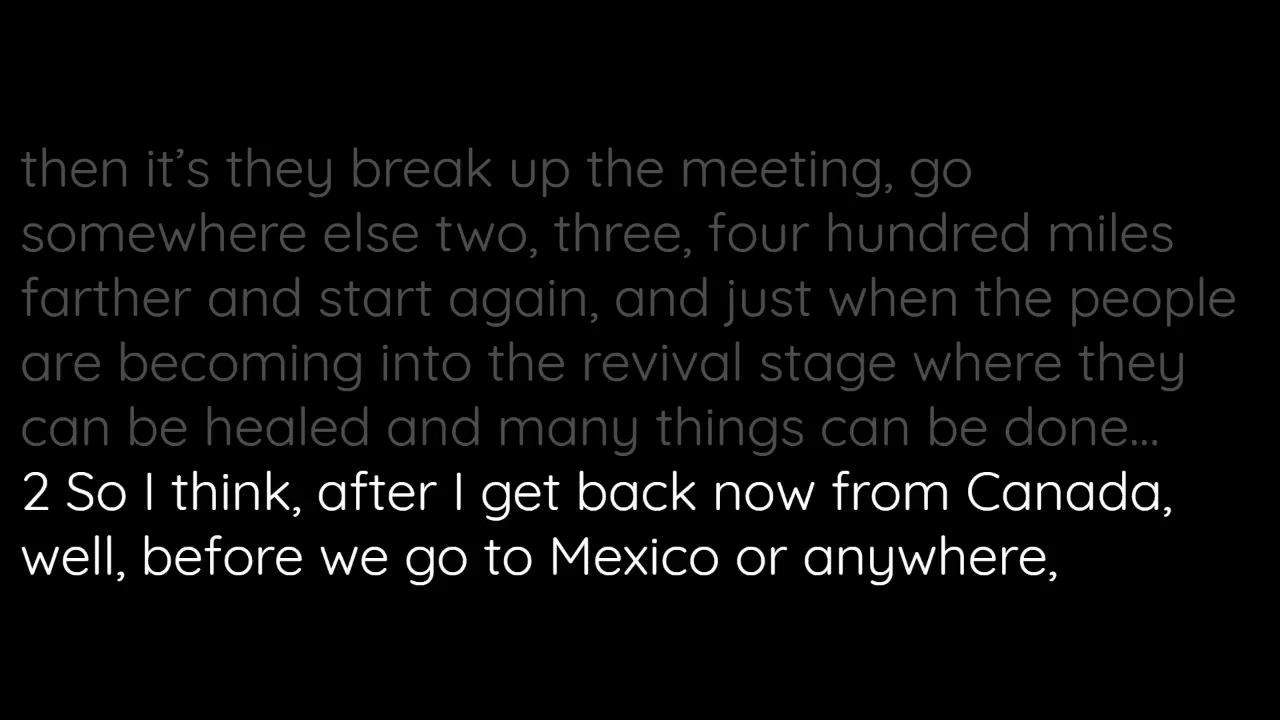 then it’s they break up the meeting, go
somewhere else two, three, four hundred miles
farther and start again, and just when the people
are becoming into the revival stage where they
can be healed and many things can be done...
2 So I think, after I get back now from Canada,
well, before we go to Mexico or anywhere,